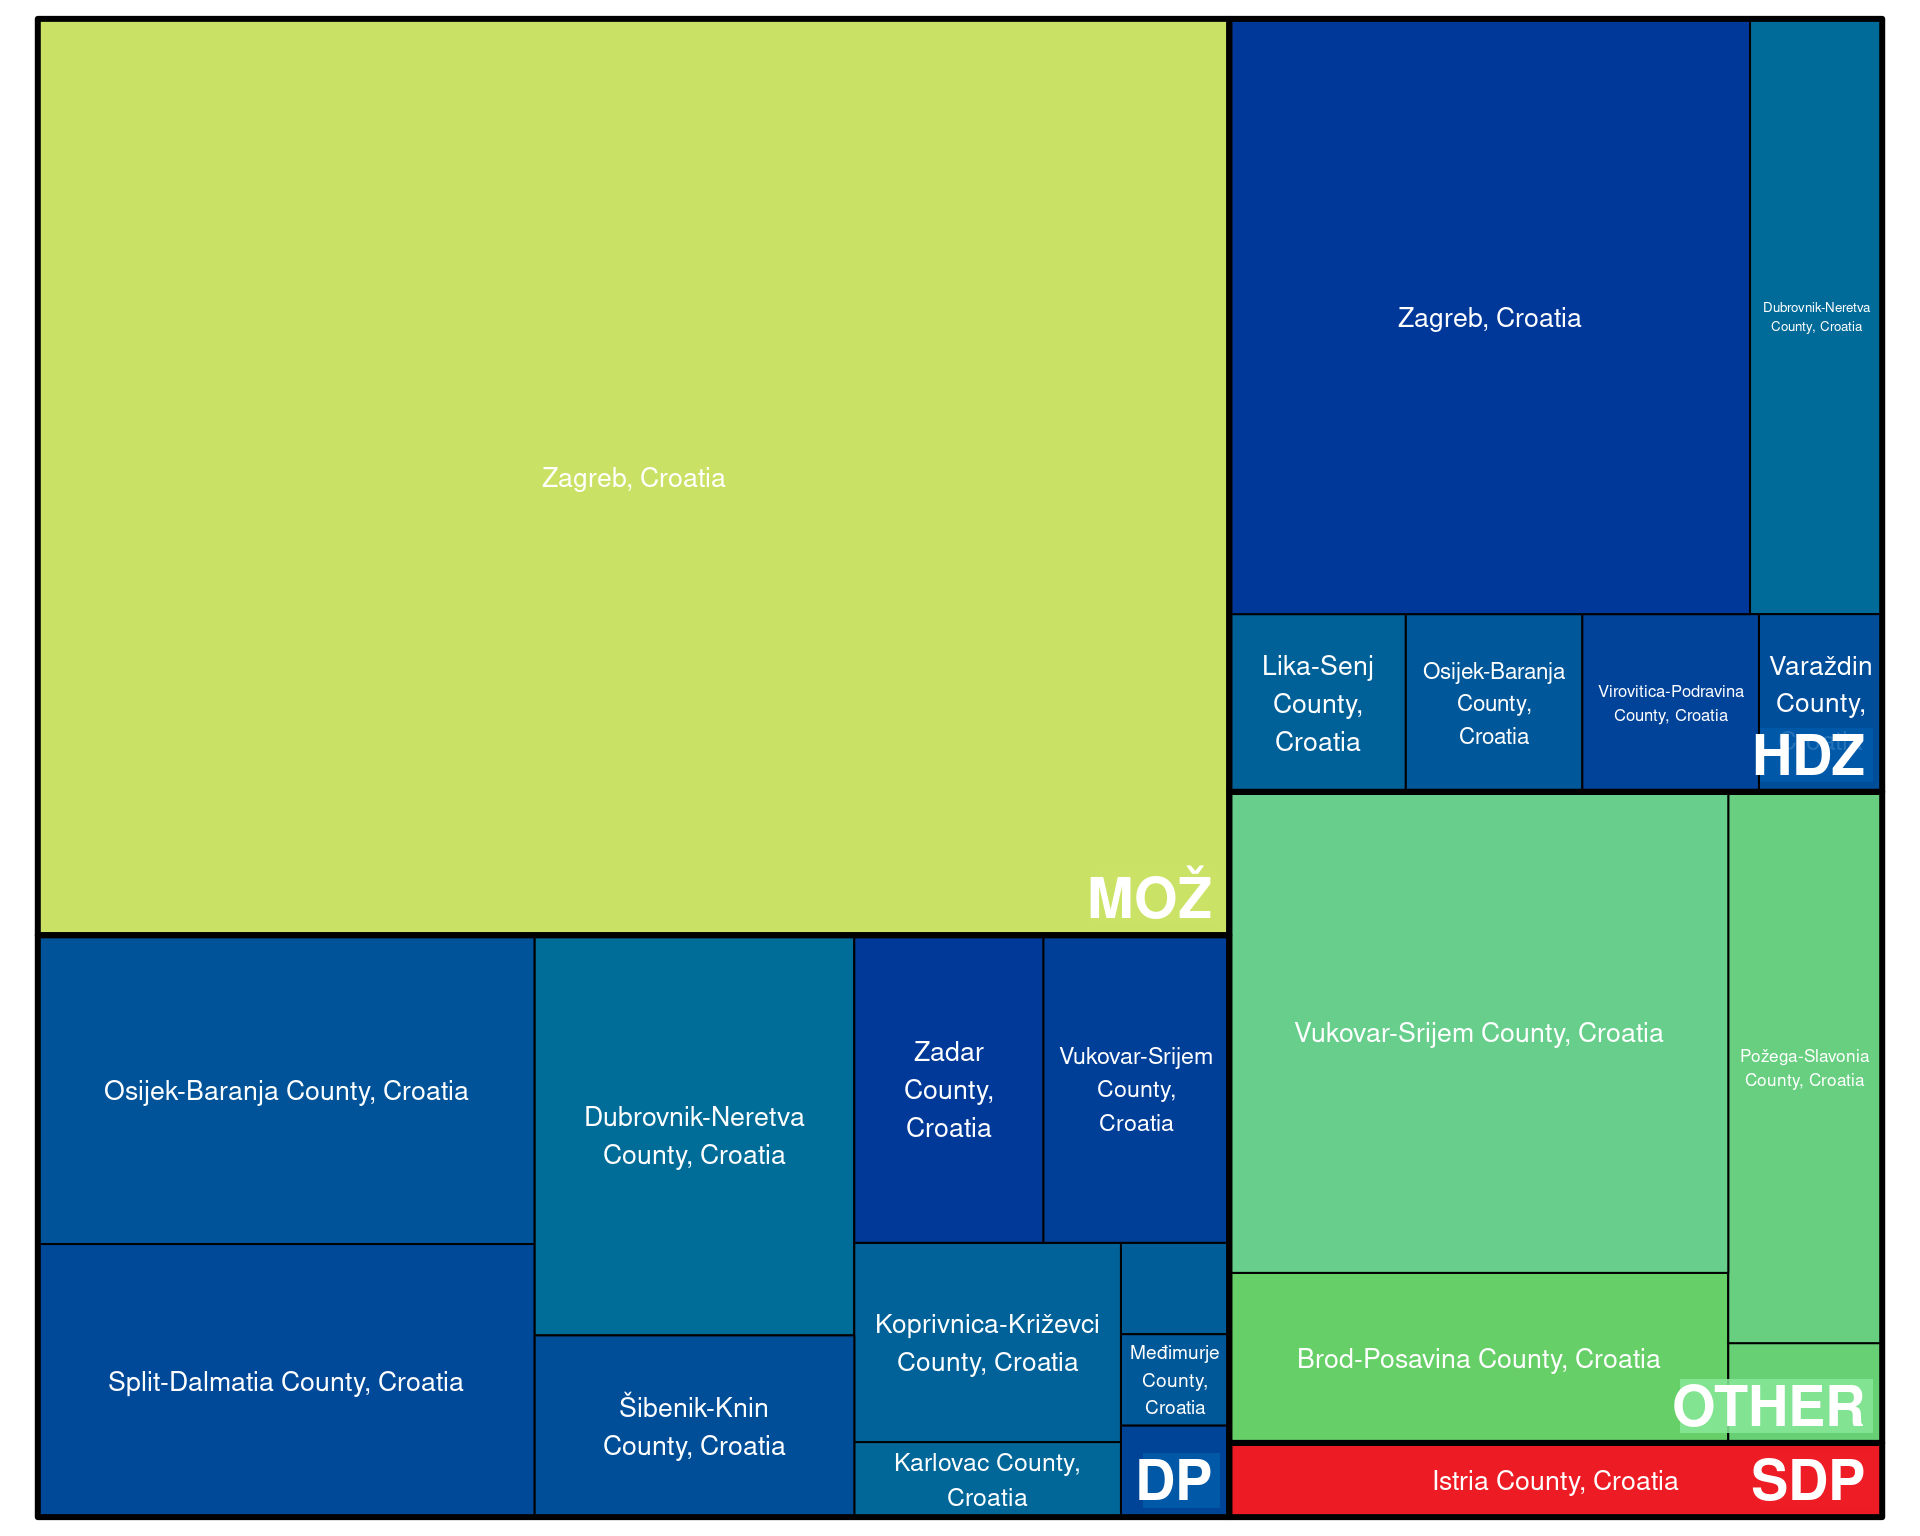 Zagreb, Croatia
MOŽ
Zagreb, Croatia
Dubrovnik-Neretva
County, Croatia
Lika-Senj
County,
Croatia
Osijek-Baranja
County,
Croatia
Virovitica-Podravina
County, Croatia
Varaždin
County,
HDZ
Osijek-Baranja County, Croatia
Split-Dalmatia County, Croatia
Dubrovnik-Neretva
County, Croatia
Šibenik-Knin
County, Croatia
Zadar
County,
Croatia
Vukovar-Srijem
County,
Croatia
Koprivnica-Križevci
County, Croatia
Karlovac County,
Croatia
Međimurje
County,
Croatia
DP
Vukovar-Srijem County, Croatia
Požega-Slavonia
County, Croatia
Brod-Posavina County, Croatia
OTHER
Istria County, Croatia
SDP